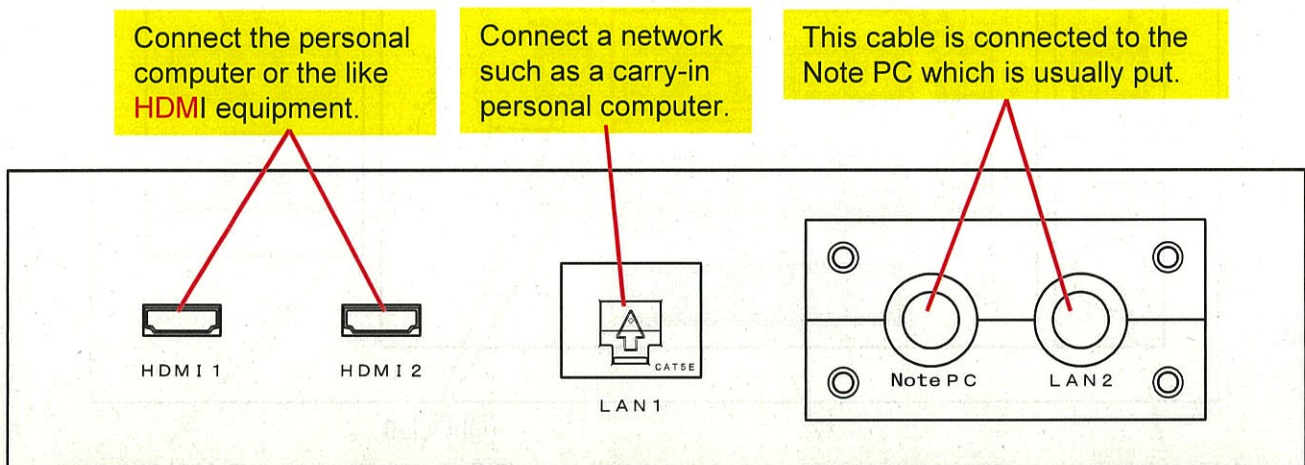 Connect the personal
computer or the like
HDMI equipment.
Connect a network
such as a carry-in
personal computer.
This cable is connected to the
Note PC which is usually put.
HDMI 1
HDMI 2
CAT5E
LAN1
Note PC
LAN2